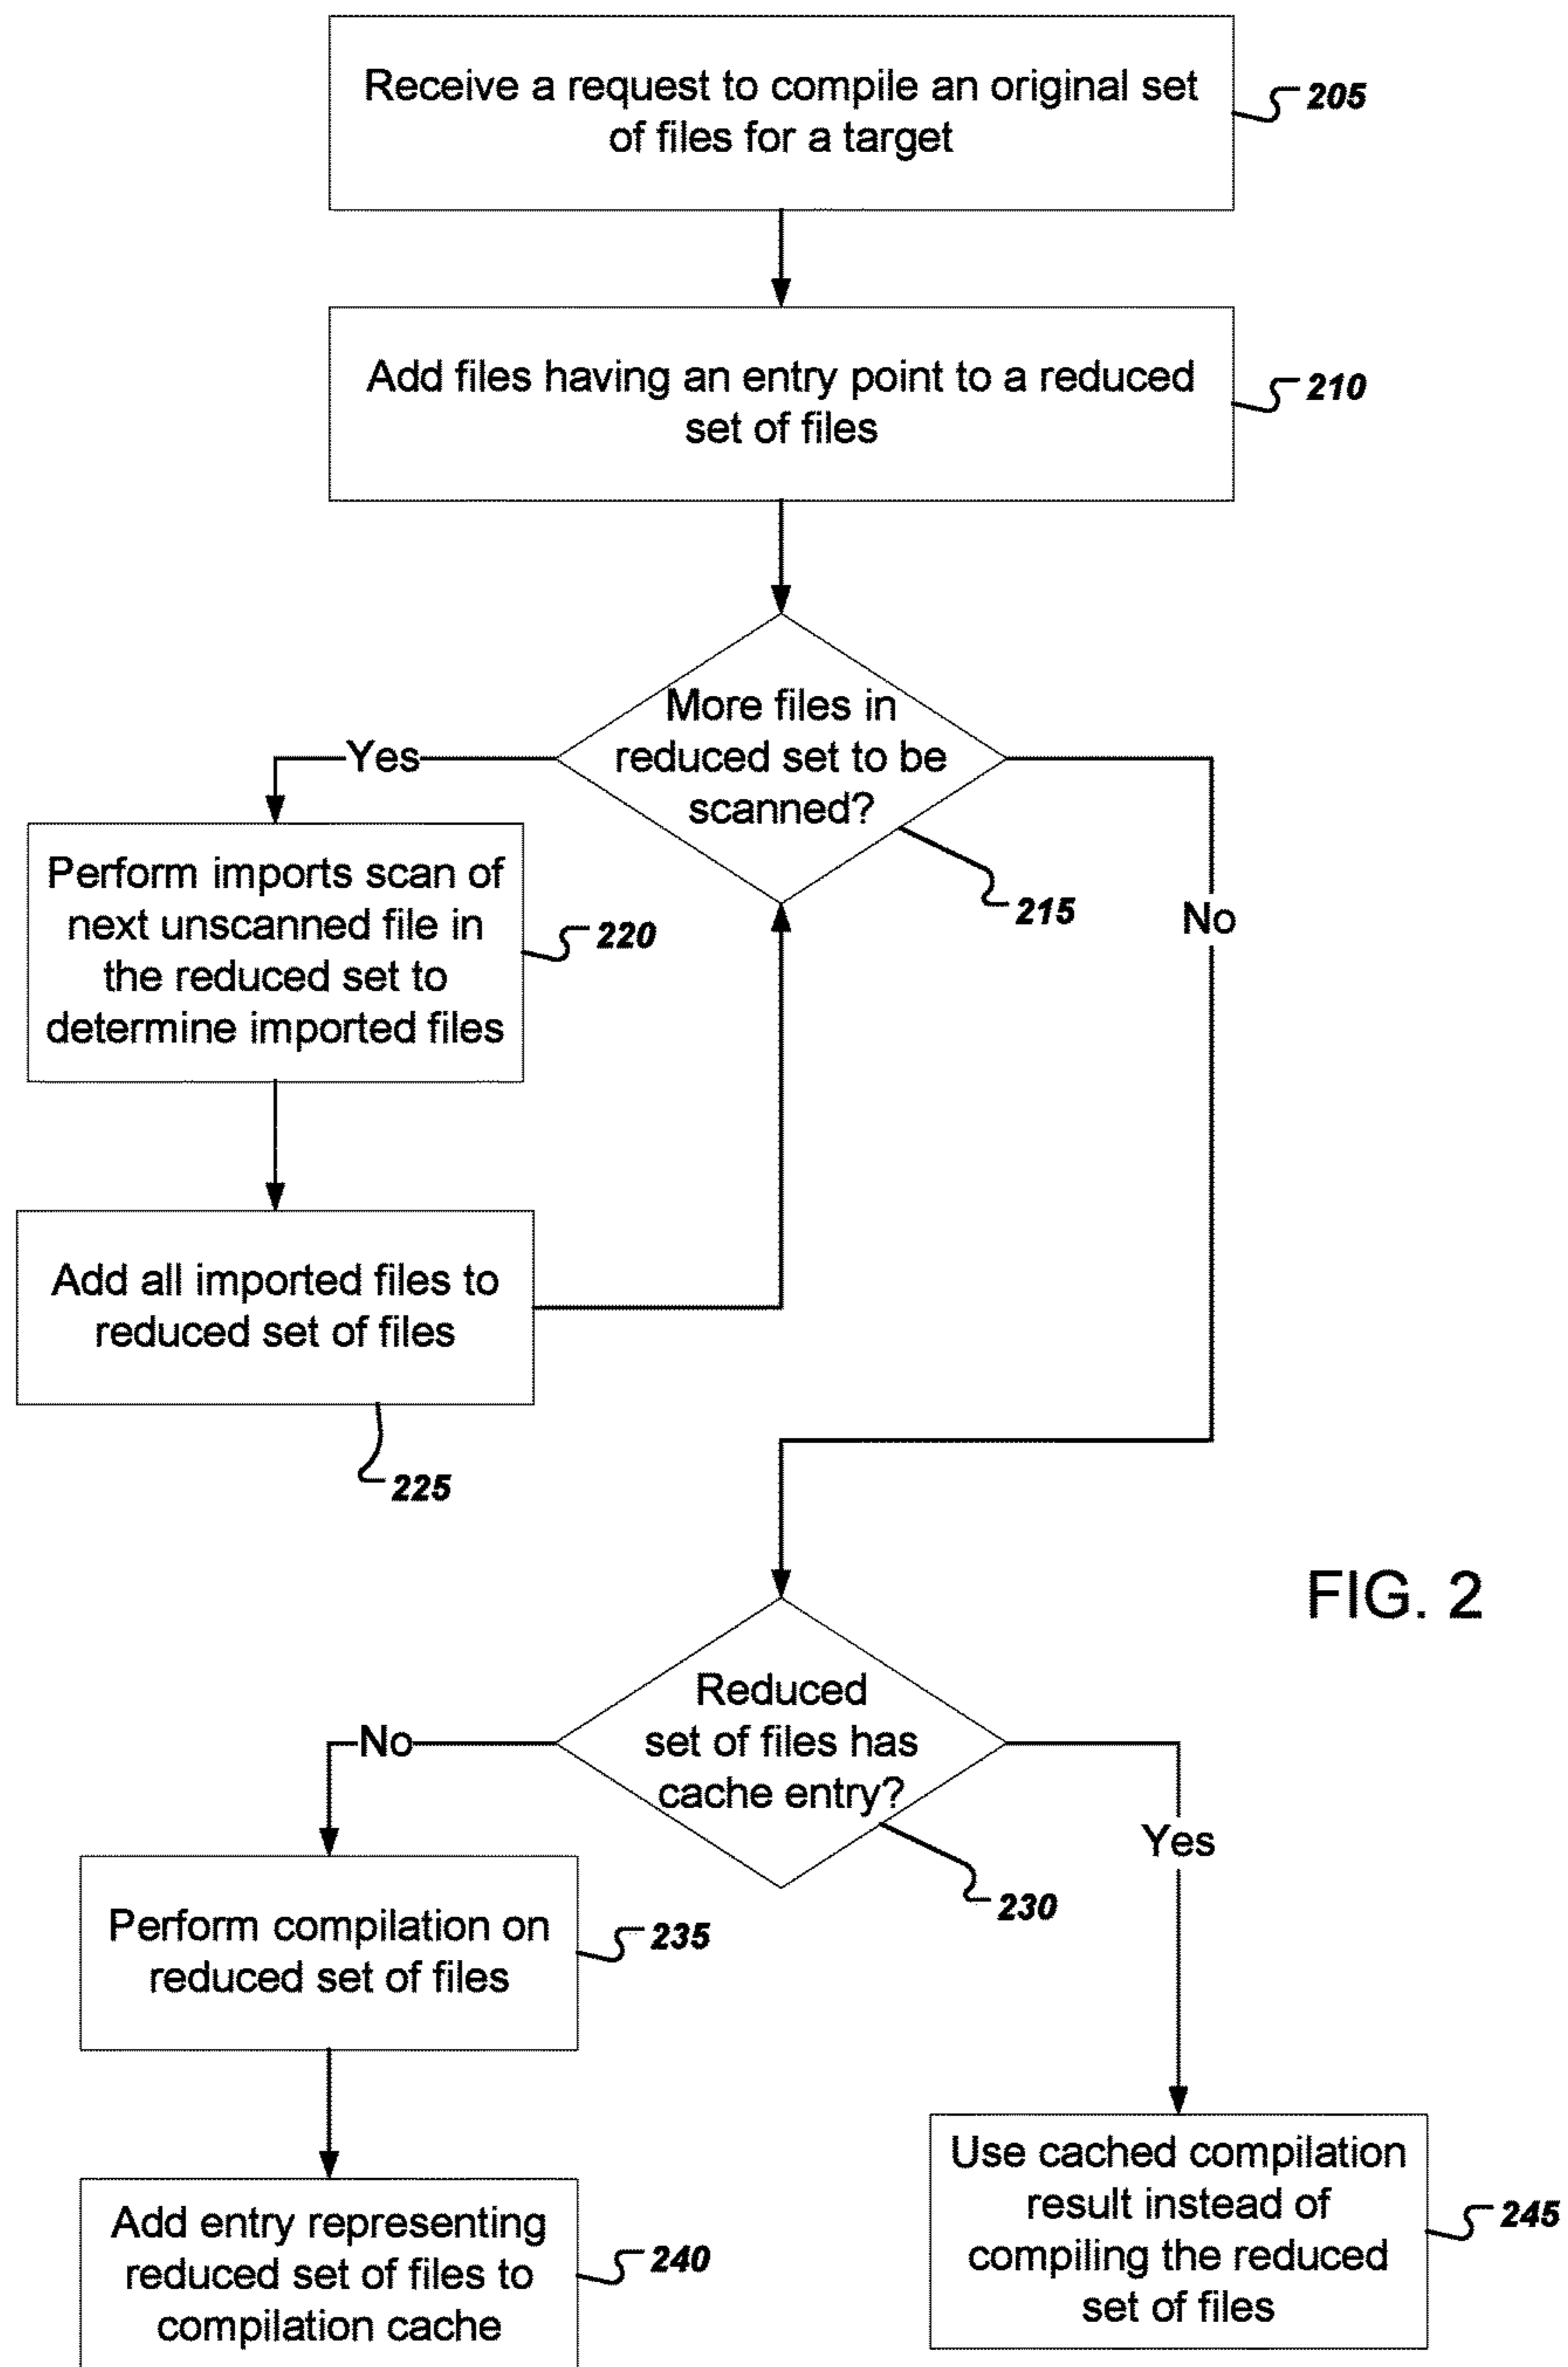 Receive a request to compile an original set
of files for a target
205
Add files having an entry point to a reduced
set of files
210
More files in
reduced set to be
scanned?
215
Yes
No
Perform imports scan of
next unscanned file in
the reduced set to
determine imported files
220
Add all imported files to
reduced set of files
225
FIG. 2
Reduced
set of files has
cache entry?
230
No
Yes
Perform compilation on
reduced set of files
235
Add entry representing
reduced set of files to
compilation cache
240
Use cached compilation
result instead of
compiling the reduced
set of files
245